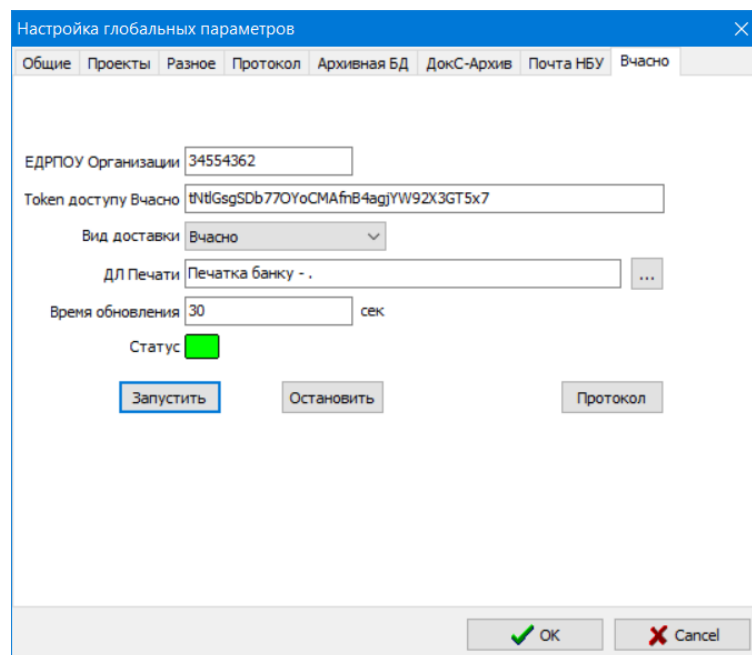 Настройка глобальных параметров
Общие Проекты Разное Протокол Архивная БД ДокС-Архив Почта НБУ Вчасно
ЕДРПОУ Организации 34554362
Token доступу Вчасно tNtlGsgSDb77OYoCMAfnB4agjYW92X3GT5x7
Вид доставки Вчасно
ДЛ Печати Печатка банку - . ...
Время обновления 30 сек
Статус
Запустить Остановить Протокол
OK Cancel